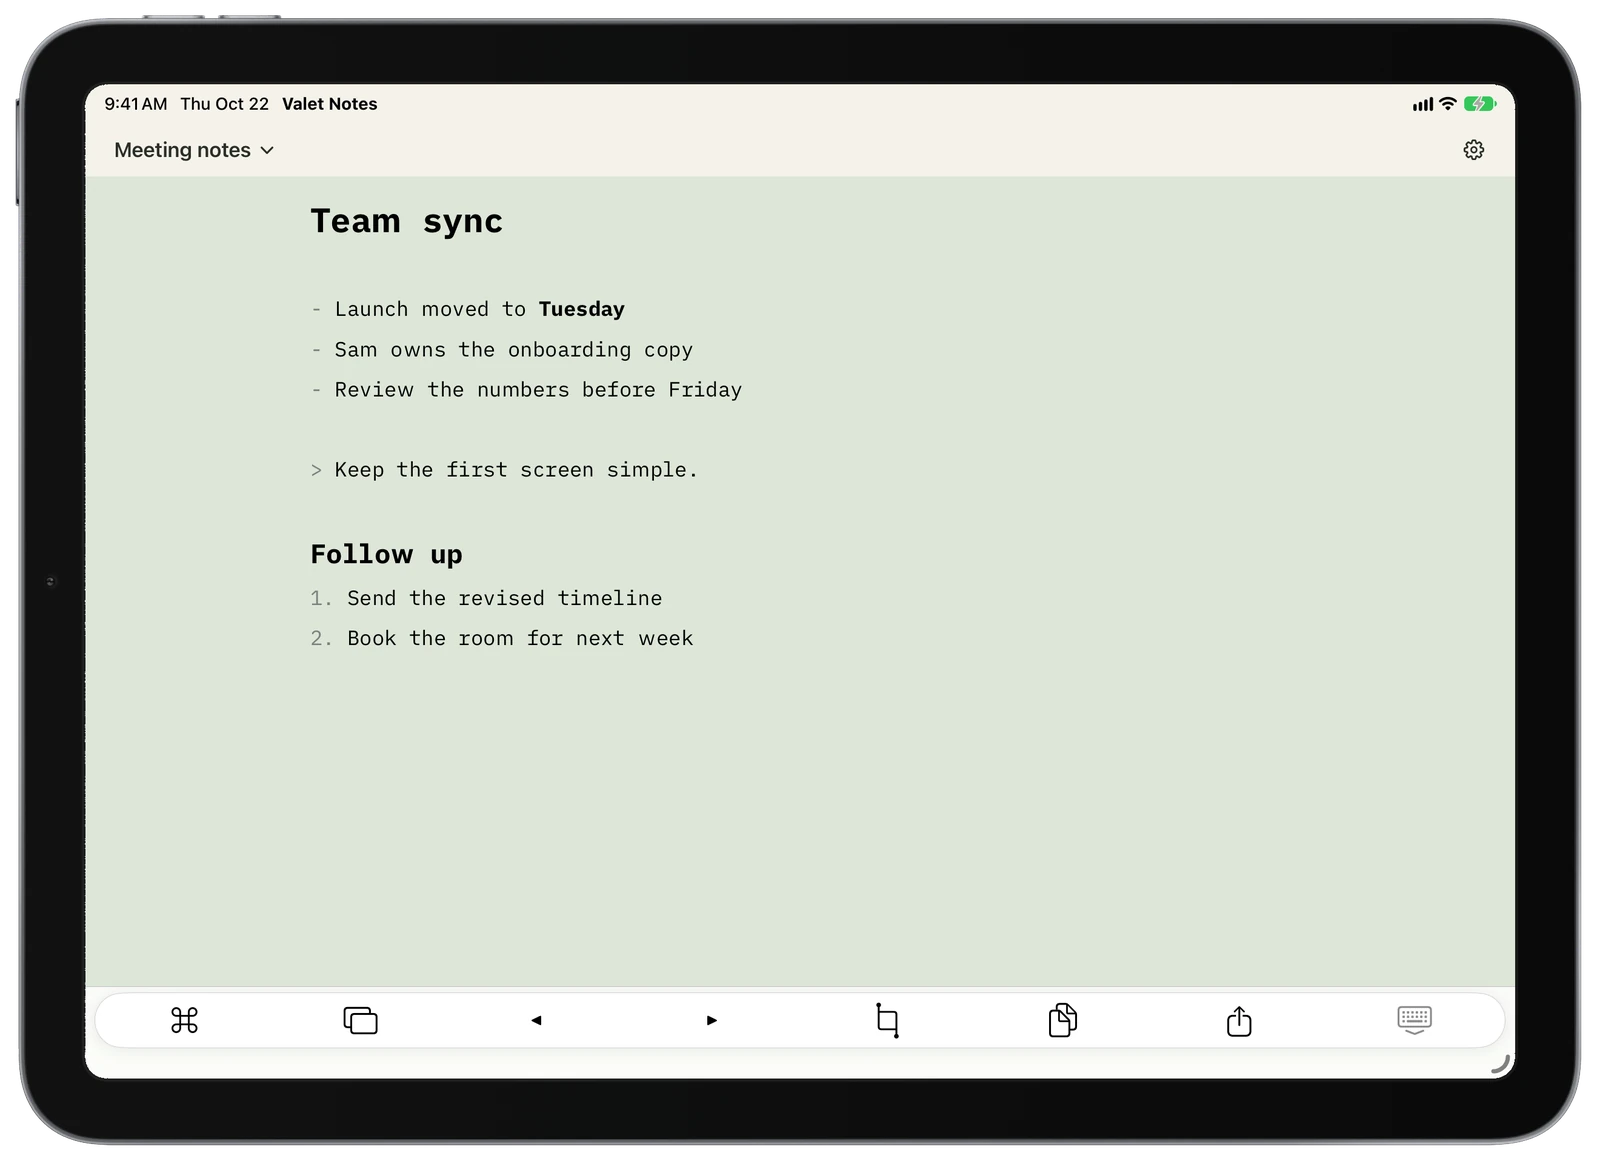 9:41 AM Thu Oct 22 Valet Notes
Meeting notes
Team sync
- Launch moved to Tuesday
- Sam owns the onboarding copy
- Review the numbers before Friday
> Keep the first screen simple.
Follow up
1. Send the revised timeline
2. Book the room for next week